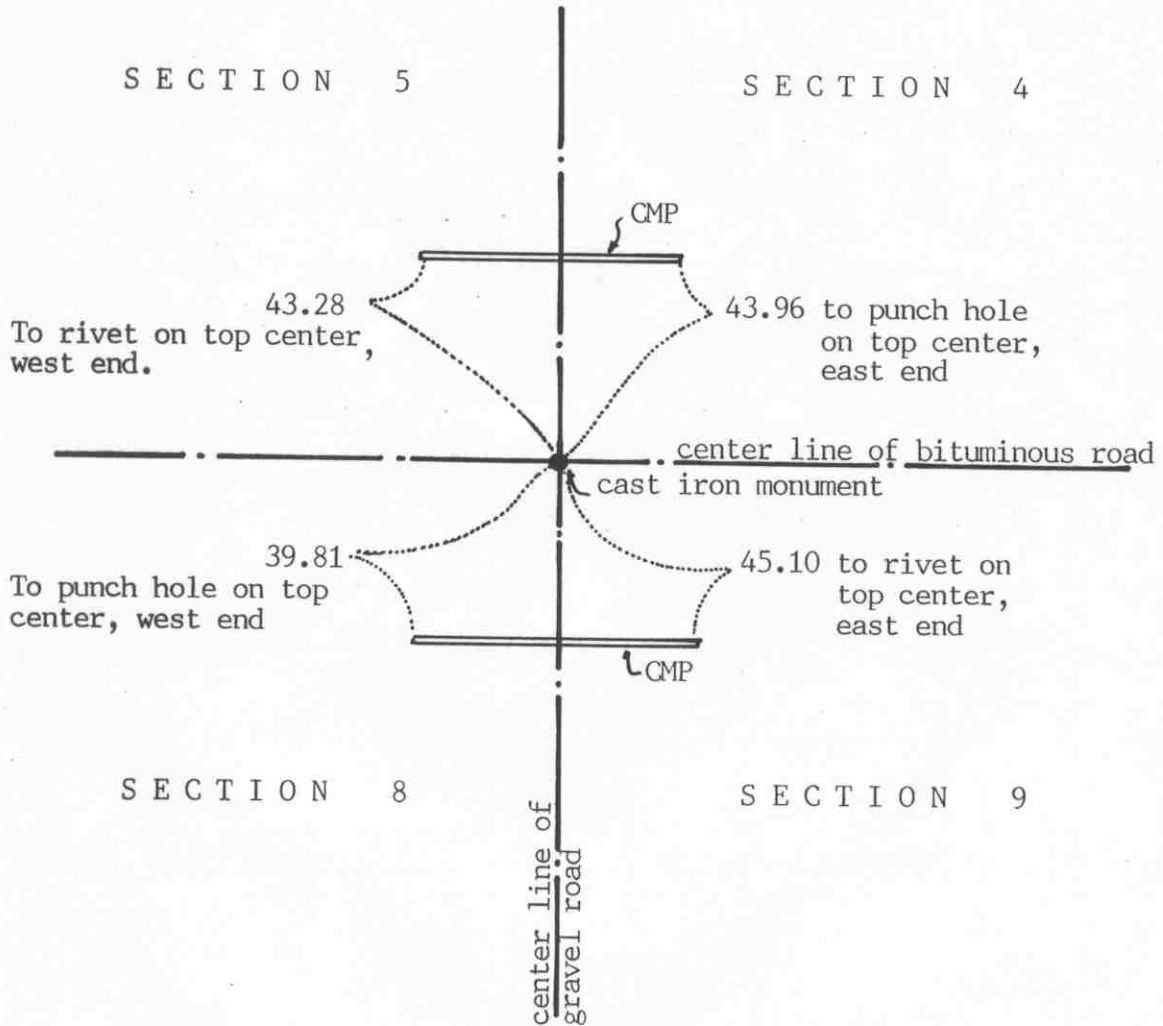 SECTION 5
SECTION 4
CMP
43.28
To rivet on top center,
west end.
43.96 to punch hole
on top center,
east end
center line of bituminous road
cast iron monument
39.81
To punch hole on top
center, west end
45.10 to rivet on
top center,
east end
CMP
SECTION 8
SECTION 9
center line of
gravel road